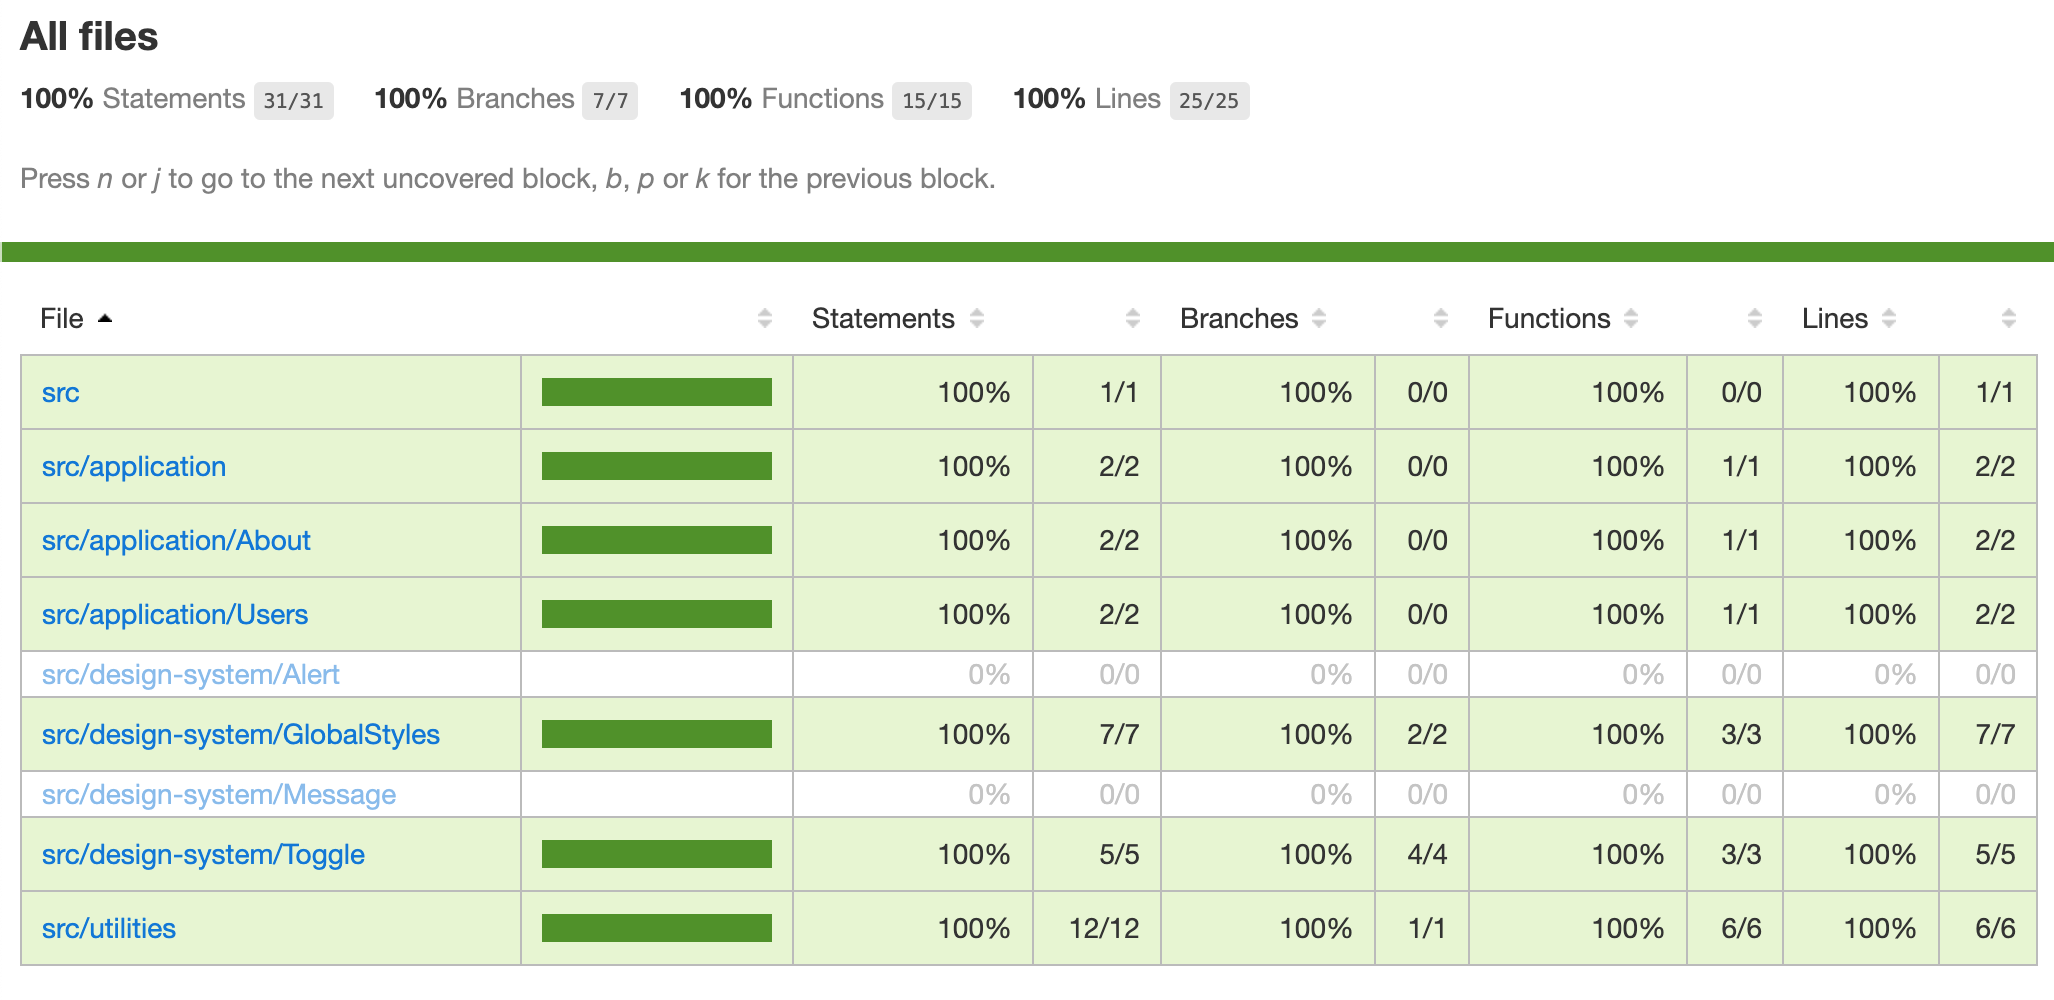 All files
100% Statements 31/31 100% Branches 7/7 100% Functions 15/15 100% Lines 25/25
Press n or j to go to the next uncovered block, b, p or k for the previous block.
File Statements Branches Functions Lines
src 100% 1/1 100% 0/0 100% 0/0 100% 1/1
src/application 100% 2/2 100% 0/0 100% 1/1 100% 2/2
src/application/About 100% 2/2 100% 0/0 100% 1/1 100% 2/2
src/application/Users 100% 2/2 100% 0/0 100% 1/1 100% 2/2
src/design-system/Alert 0% 0/0 0% 0/0 0% 0/0 0% 0/0
src/design-system/GlobalStyles 100% 7/7 100% 2/2 100% 3/3 100% 7/7
src/design-system/Message 0% 0/0 0% 0/0 0% 0/0 0% 0/0
src/design-system/Toggle 100% 5/5 100% 4/4 100% 3/3 100% 5/5
src/utilities 100% 12/12 100% 1/1 100% 6/6 100% 6/6